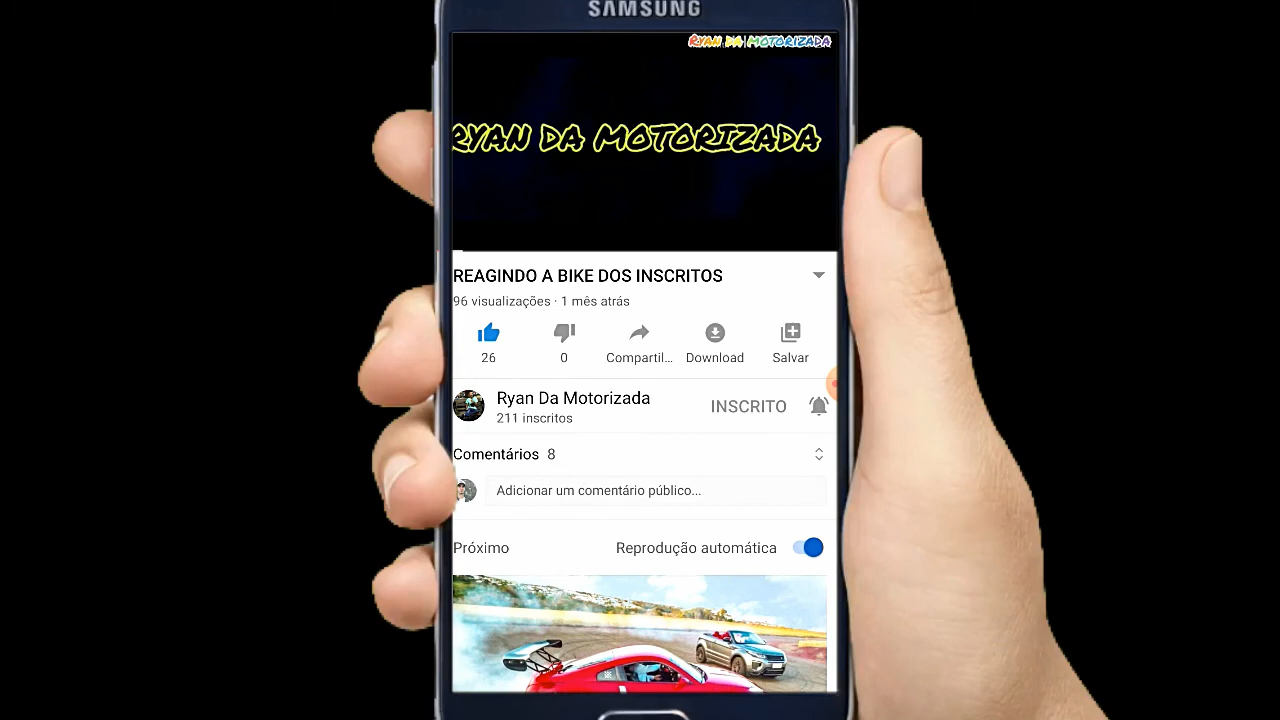 SAMSUNG
RYAN DA MOTORIZADA
RYAN DA MOTORIZADA
REAGINDO A BIKE DOS INSCRITOS
96 visualizações · 1 mês atrás
26 0 Compartil... Download Salvar
Ryan Da Motorizada INSCRITO
211 inscritos
Comentários 8
Adicionar um comentário público...
Próximo Reprodução automática